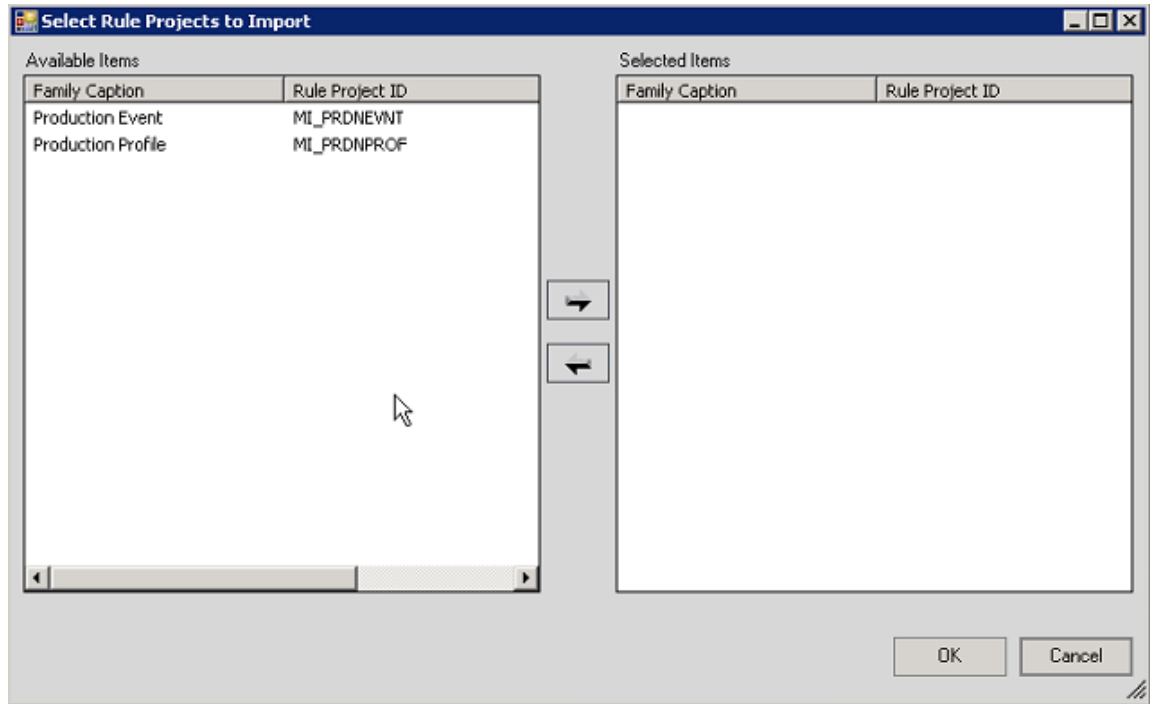 Select Rule Projects to Import
Available Items
Family Caption Rule Project ID
Production Event MI_PRDNEVNT
Production Profile MI_PRDNPROF
Selected Items
Family Caption Rule Project ID
OK Cancel